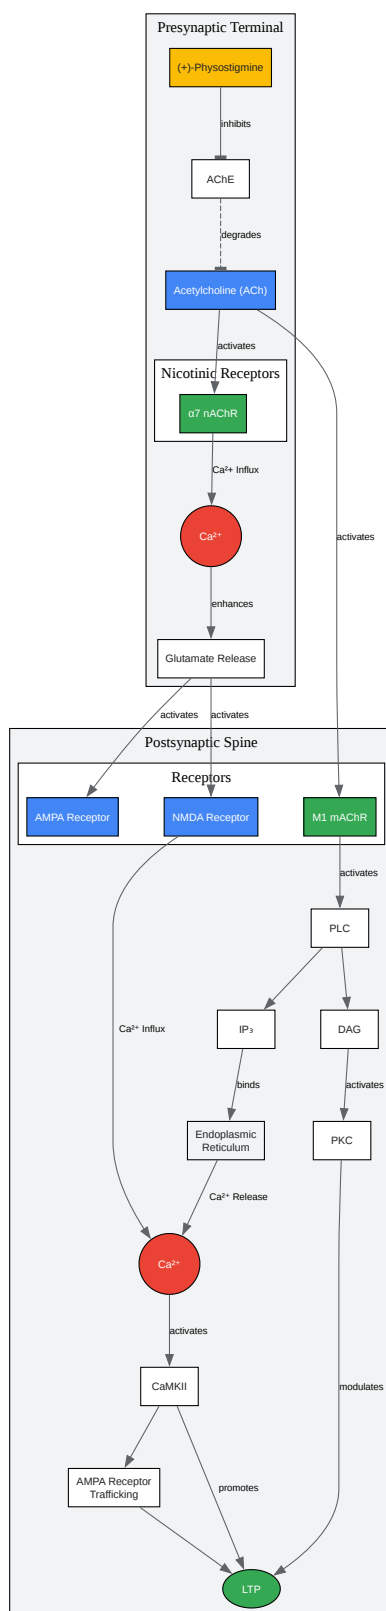 Presynaptic Terminal
(+)-Physostigmine
inhibits
AChE
degrades
Acetylcholine (ACh)
activates
Nicotinic Receptors
α7 nAChR
Ca²+ Influx
Ca²⁺
activates
enhances
Glutamate Release
activates
activates
Postsynaptic Spine
Receptors
AMPA Receptor
NMDA Receptor
M1 mAChR
activates
PLC
Ca²⁺ Influx
IP₃
DAG
binds
activates
Endoplasmic
Reticulum
PKC
Ca²⁺ Release
Ca²⁺
activates
CaMKII
modulates
AMPA Receptor
Trafficking
promotes
LTP